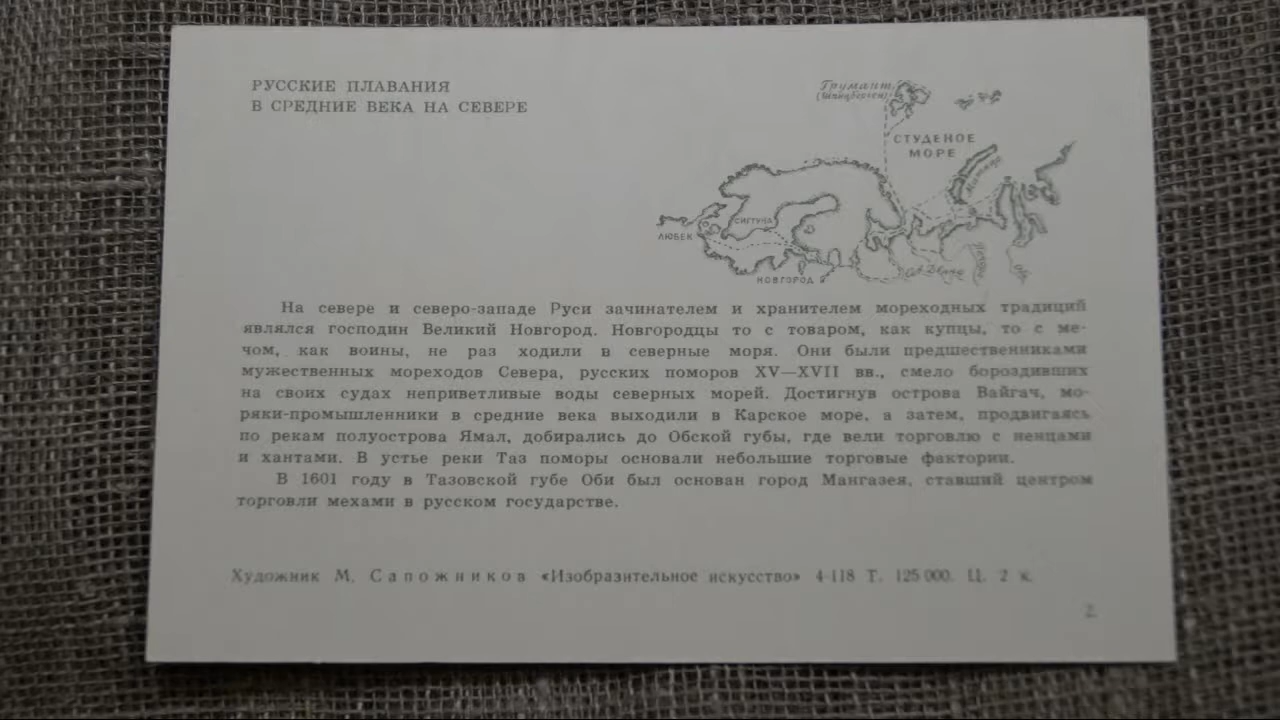 РУССКИЕ ПЛАВАНИЯ
В СРЕДНИЕ ВЕКА НА СЕВЕРЕ
Грумант
(Шпицберген)
СТУДЕНОЕ
МОРЕ
СИГТУНА
ЛЮБЕК
НОВГОРОД
Св. Двина
Обь
На севере и северо-западе Руси зачинателем и хранителем мореходных традиций
являлся господин Великий Новгород. Новгородцы то с товаром, как купцы, то с ме-
чом, как воины, не раз ходили в северные моря. Они были предшественниками
мужественных мореходов Севера, русских поморов XV—XVII вв., смело бороздивших
на своих судах неприветливые воды северных морей. Достигнув острова Вайгач, мо-
ряки-промышленники в средние века выходили в Карское море, а затем, продвигаясь
по рекам полуострова Ямал, добирались до Обской губы, где вели торговлю с ненцами
и хантами. В устье реки Таз поморы основали небольшие торговые фактории.
В 1601 году в Тазовской губе Оби был основан город Мангазея, ставший центром
торговли мехами в русском государстве.
Художник М. Сапожников «Изобразительное искусство» 4-118 Т. 125 000. Ц. 2 к.
2